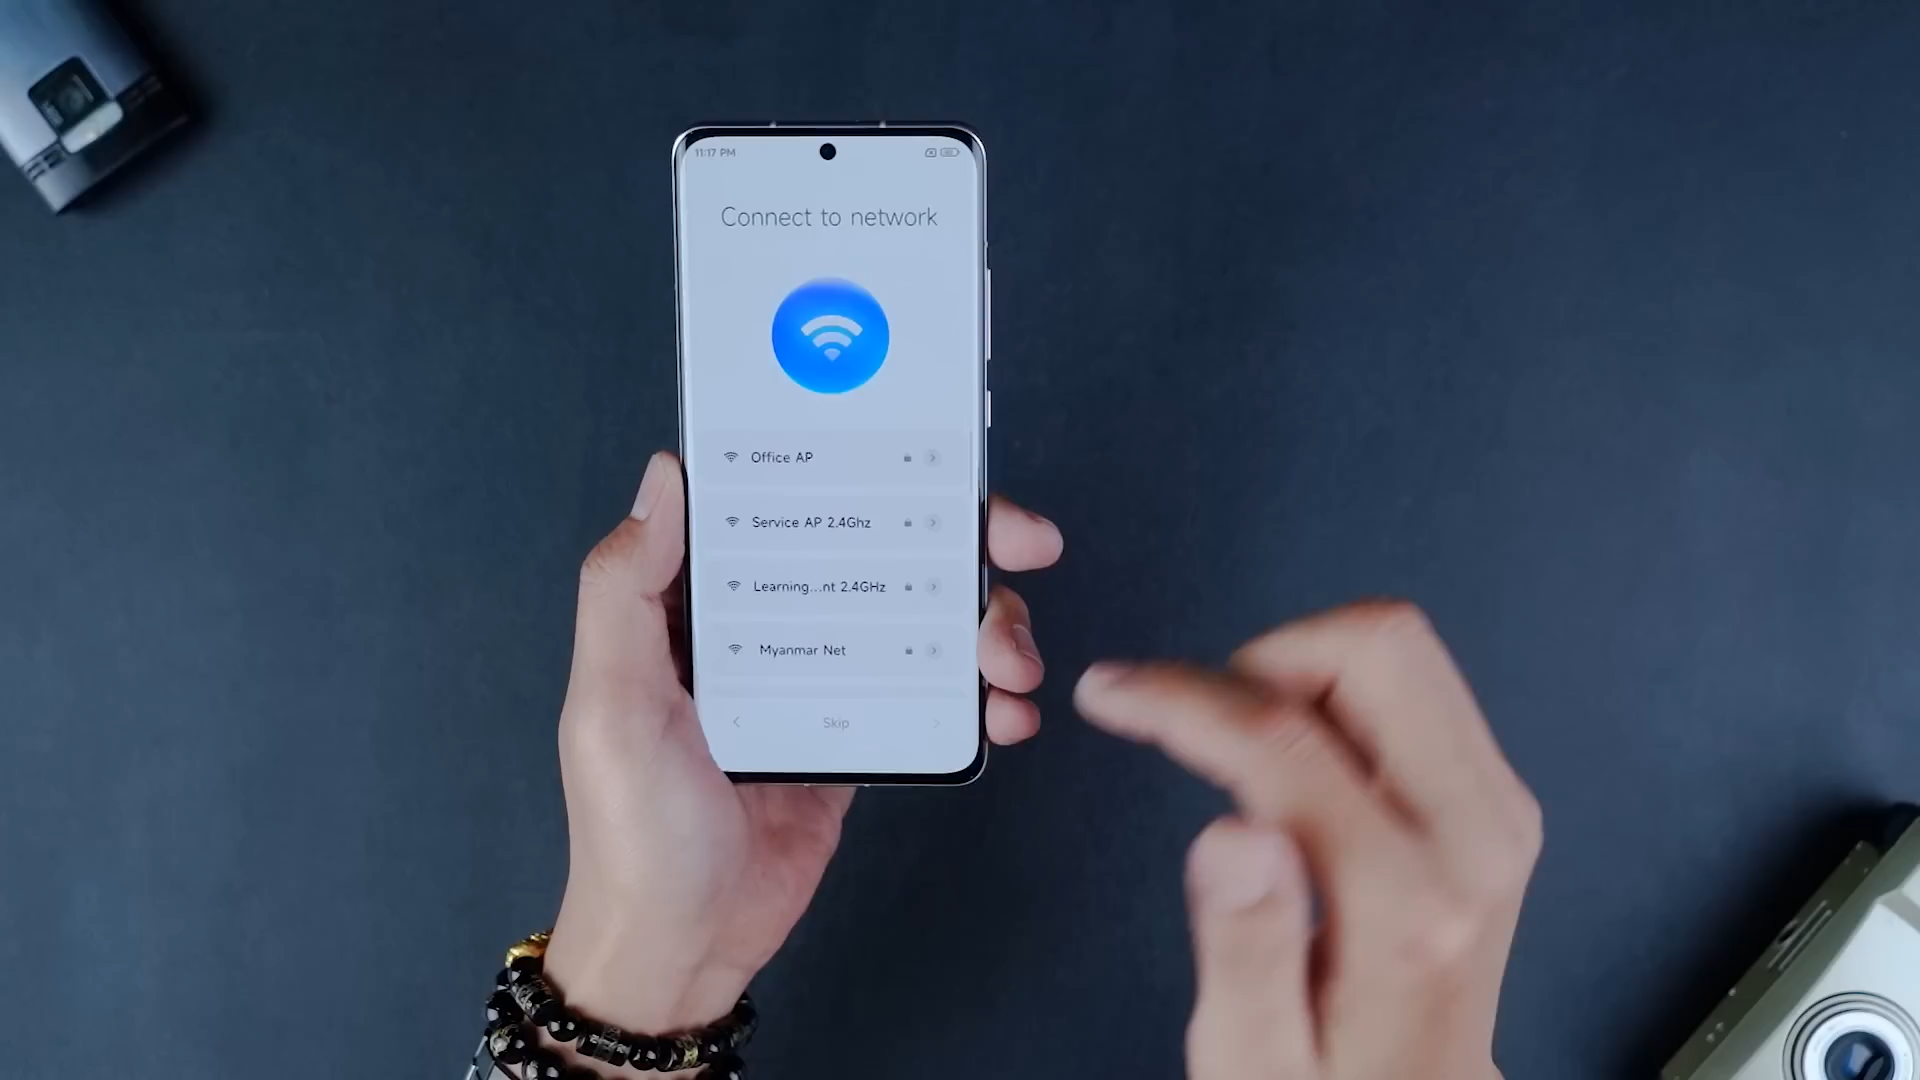 11:17 PM
Connect to network
Office AP
Service AP 2.4Ghz
Learning...nt 2.4GHz
Myanmar Net
Skip